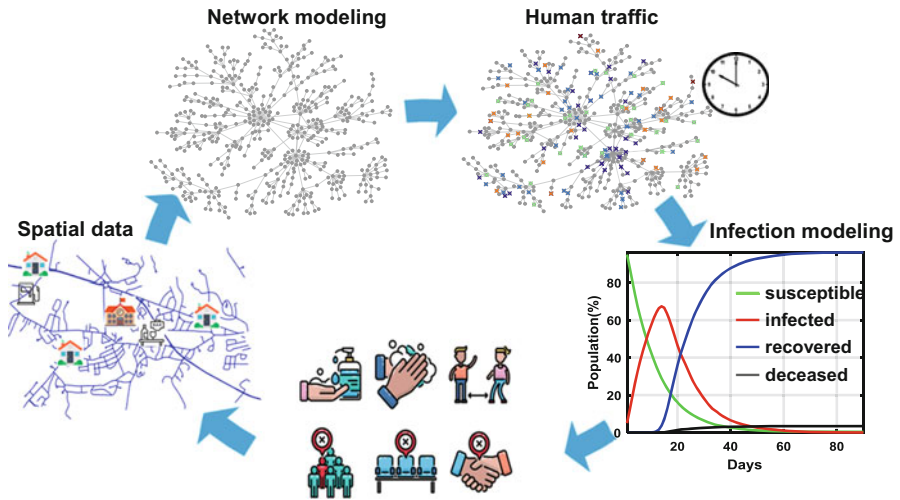 Network modeling
Human traffic
Spatial data
Infection modeling
Population(%)
80
60
40
20
0
susceptible
infected
recovered
deceased
20
40
60
80
Days